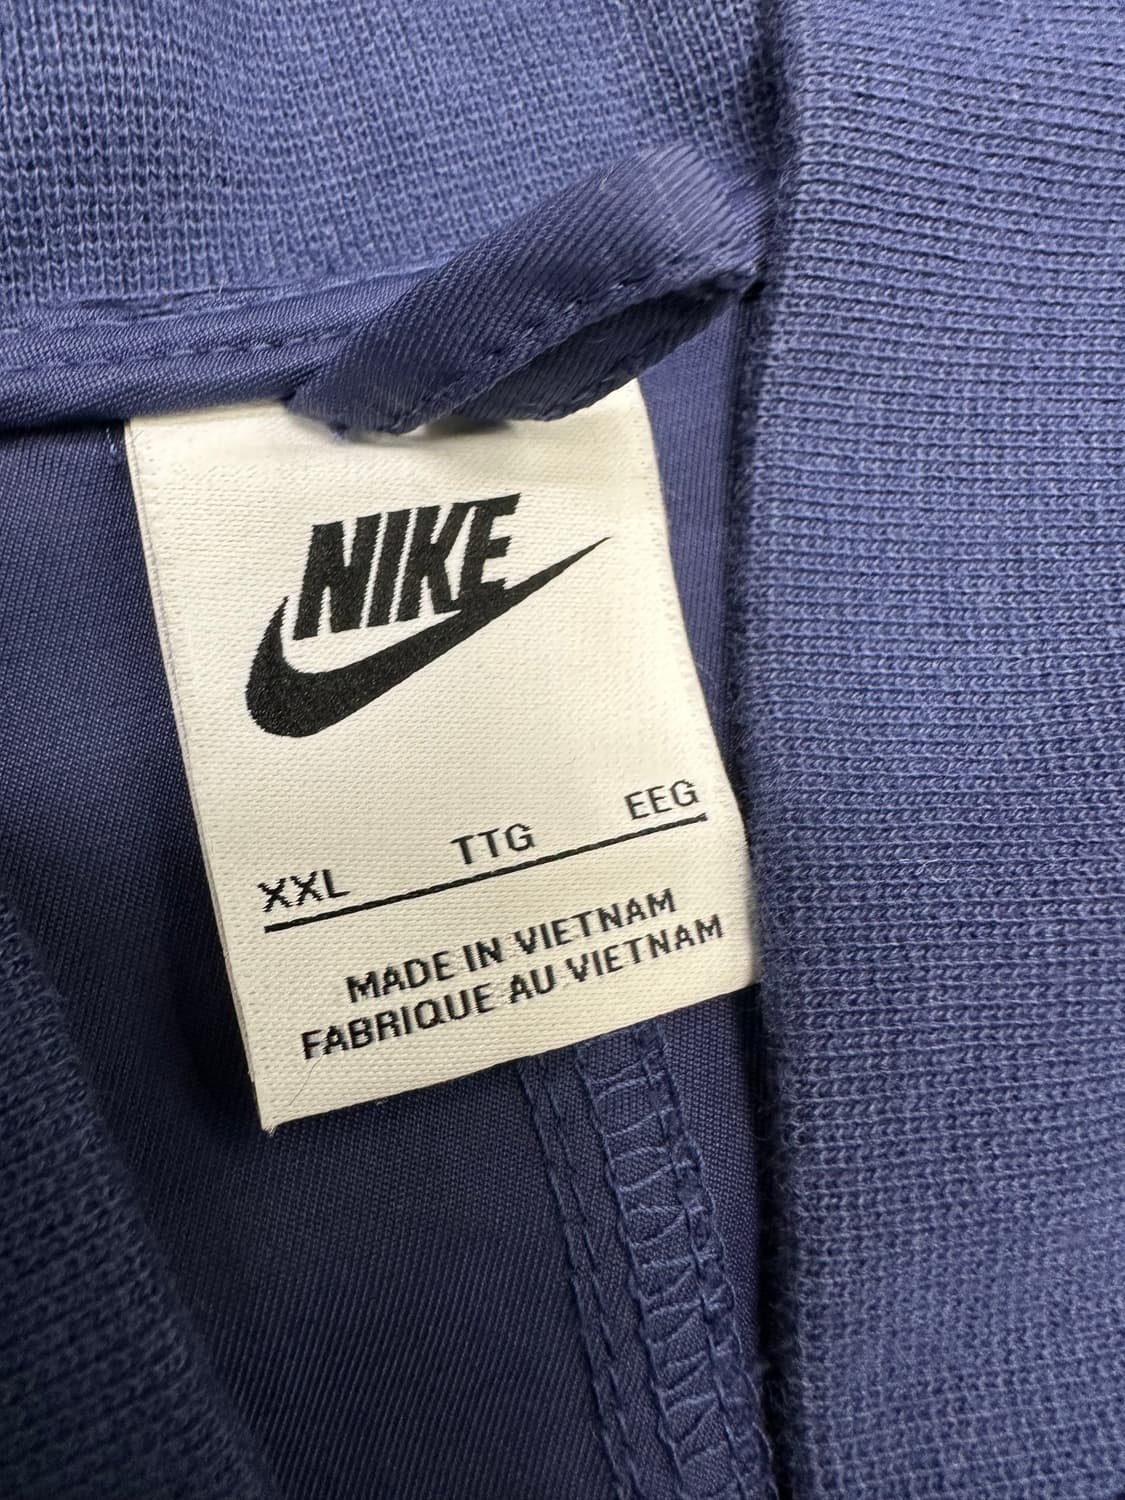 NIKE
XXL TTG EEG
MADE IN VIETNAM
FABRIQUE AU VIETNAM